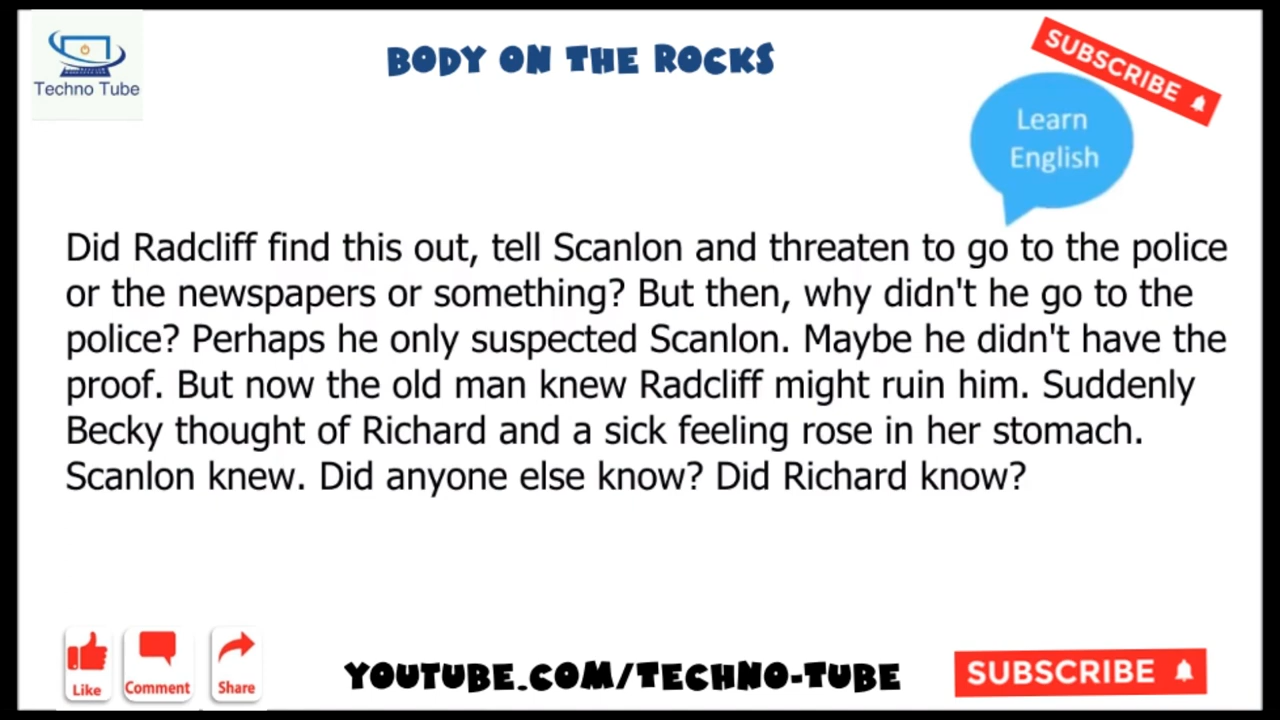 Techno Tube
BODY ON THE ROCKS
SUBSCRIBE
Learn
English
Did Radcliff find this out, tell Scanlon and threaten to go to the police
or the newspapers or something? But then, why didn't he go to the
police? Perhaps he only suspected Scanlon. Maybe he didn't have the
proof. But now the old man knew Radcliff might ruin him. Suddenly
Becky thought of Richard and a sick feeling rose in her stomach.
Scanlon knew. Did anyone else know? Did Richard know?
Like
Comment
Share
YOUTUBE.COM/TECHNO-TUBE
SUBSCRIBE